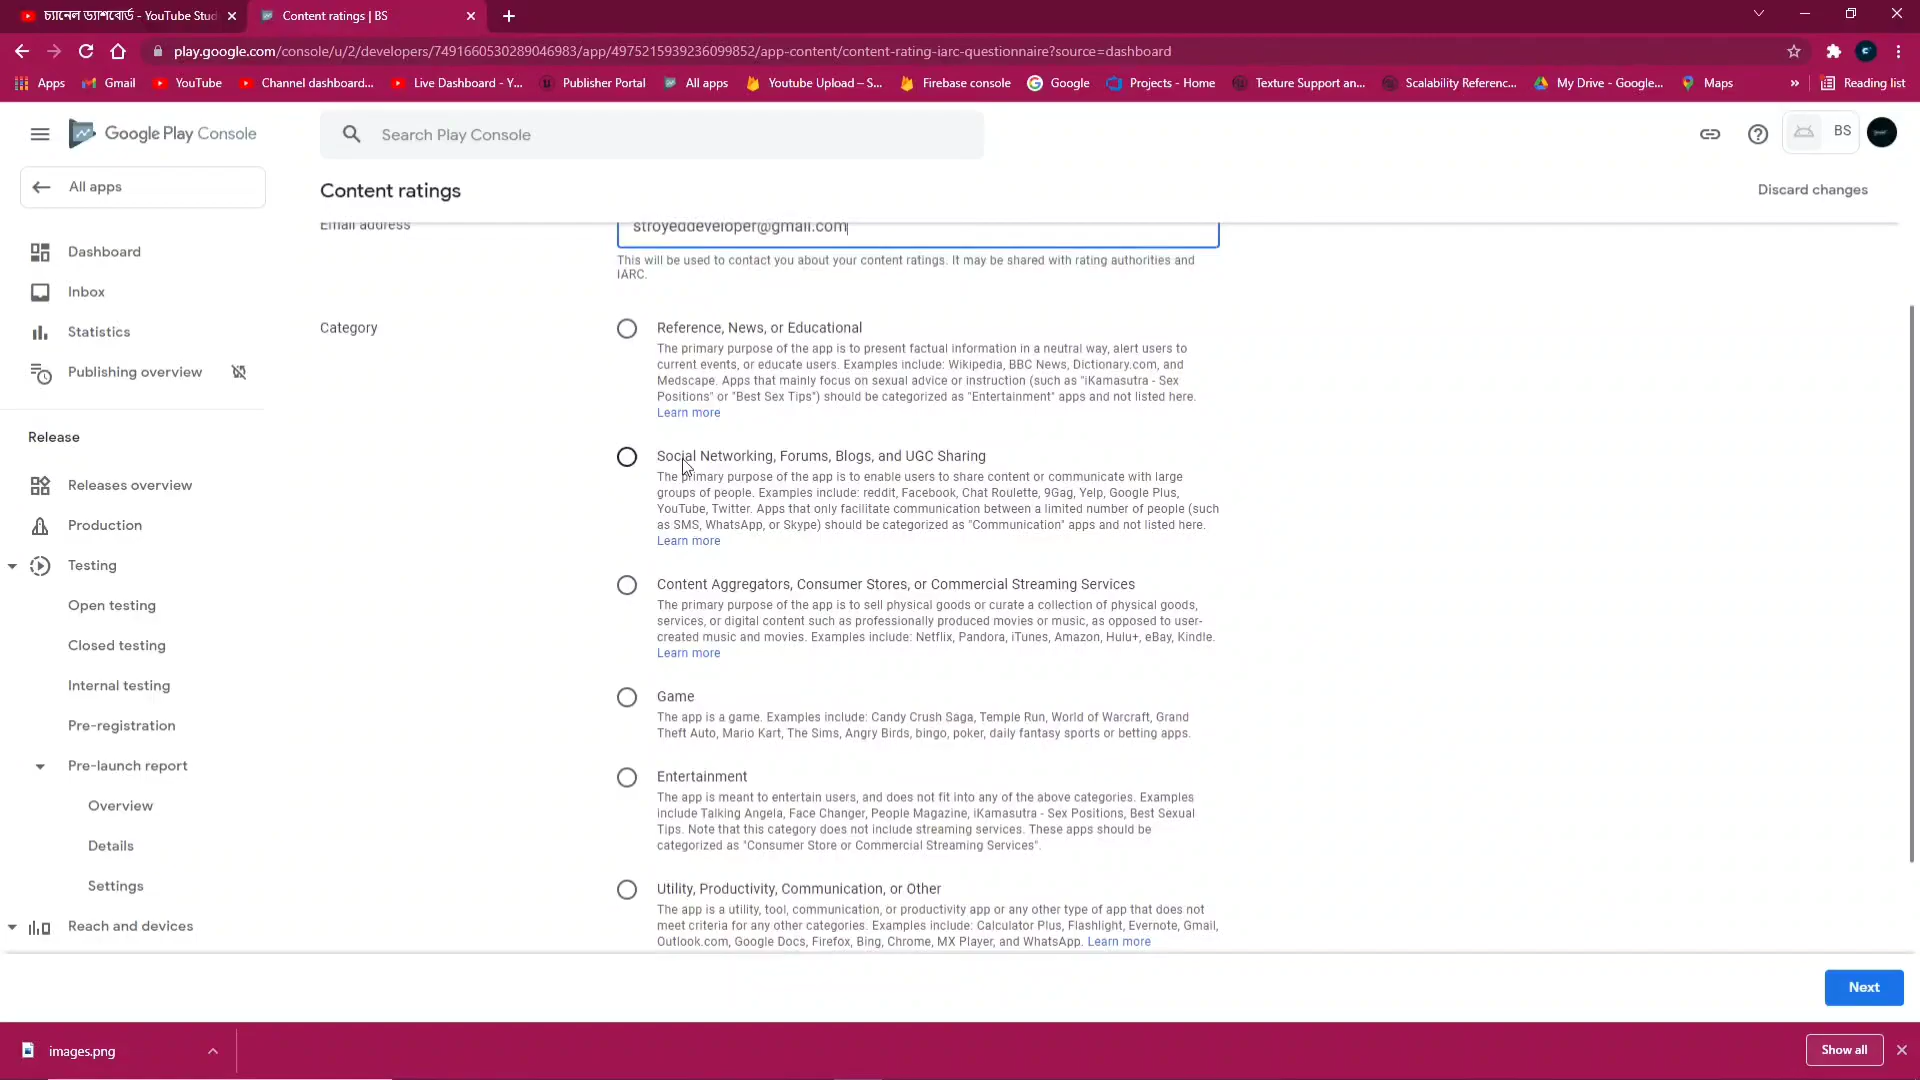 চ্যানেল ড্যাশবোর্ড - YouTube Stud
Content ratings | BS
play.google.com/console/u/2/developers/7491660530289046983/app/4975215939236099852/app-content/content-rating-iarc-questionnaire?source=dashboard
Apps
Gmail
YouTube
Channel dashboard...
Live Dashboard - Y...
Publisher Portal
All apps
Youtube Upload – S...
Firebase console
Google
Projects - Home
Texture Support an...
Scalability Referenc...
My Drive - Google...
Maps
»
Reading list
Google Play Console
Search Play Console
BS
All apps
Content ratings
Discard changes
Dashboard
Inbox
Statistics
Publishing overview
Release
Releases overview
Production
Testing
Open testing
Closed testing
Internal testing
Pre-registration
Pre-launch report
Overview
Details
Settings
Reach and devices
Email address
stroyeddeveloper@gmail.com
This will be used to contact you about your content ratings. It may be shared with rating authorities and
IARC.
Category
Reference, News, or Educational
The primary purpose of the app is to present factual information in a neutral way, alert users to
current events, or educate users. Examples include: Wikipedia, BBC News, Dictionary.com, and
Medscape. Apps that mainly focus on sexual advice or instruction (such as "iKamasutra - Sex
Positions" or "Best Sex Tips") should be categorized as "Entertainment" apps and not listed here.
Learn more
Social Networking, Forums, Blogs, and UGC Sharing
The primary purpose of the app is to enable users to share content or communicate with large
groups of people. Examples include: reddit, Facebook, Chat Roulette, 9Gag, Yelp, Google Plus,
YouTube, Twitter. Apps that only facilitate communication between a limited number of people (such
as SMS, WhatsApp, or Skype) should be categorized as "Communication" apps and not listed here.
Learn more
Content Aggregators, Consumer Stores, or Commercial Streaming Services
The primary purpose of the app is to sell physical goods or curate a collection of physical goods,
services, or digital content such as professionally produced movies or music, as opposed to user-
created music and movies. Examples include: Netflix, Pandora, iTunes, Amazon, Hulu+, eBay, Kindle.
Learn more
Game
The app is a game. Examples include: Candy Crush Saga, Temple Run, World of Warcraft, Grand
Theft Auto, Mario Kart, The Sims, Angry Birds, bingo, poker, daily fantasy sports or betting apps.
Entertainment
The app is meant to entertain users, and does not fit into any of the above categories. Examples
include Talking Angela, Face Changer, People Magazine, iKamasutra - Sex Positions, Best Sexual
Tips. Note that this category does not include streaming services. These apps should be
categorized as "Consumer Store or Commercial Streaming Services".
Utility, Productivity, Communication, or Other
The app is a utility, tool, communication, or productivity app or any other type of app that does not
meet criteria for any other categories. Examples include: Calculator Plus, Flashlight, Evernote, Gmail,
Outlook.com, Google Docs, Firefox, Bing, Chrome, MX Player, and WhatsApp. Learn more
Next
images.png
Show all